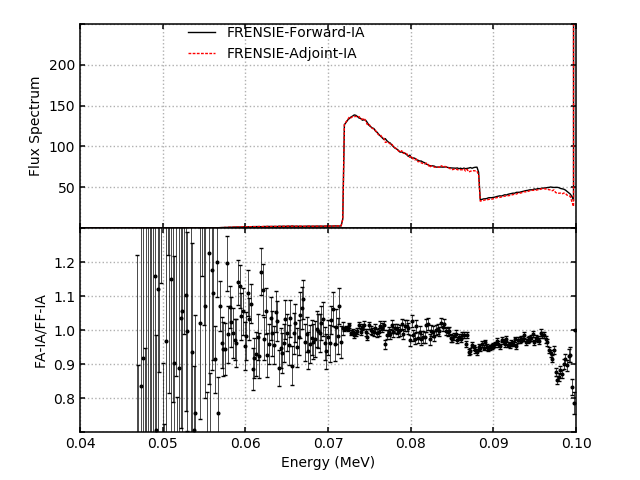 FRENSIE-Forward-IA
FRENSIE-Adjoint-IA
Flux Spectrum
200
150
100
50
FA-IA/FF-IA
1.2
1.1
1.0
0.9
0.8
0.04 0.05 0.06 0.07 0.08 0.09 0.10
Energy (MeV)